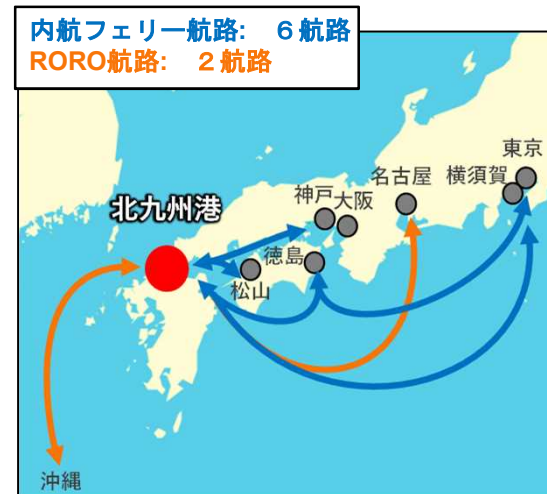 内航フェリー航路:　６航路
RORO航路:　２航路
東京
横須賀
名古屋
神戸
大阪
北九州港
徳島
松山
沖縄